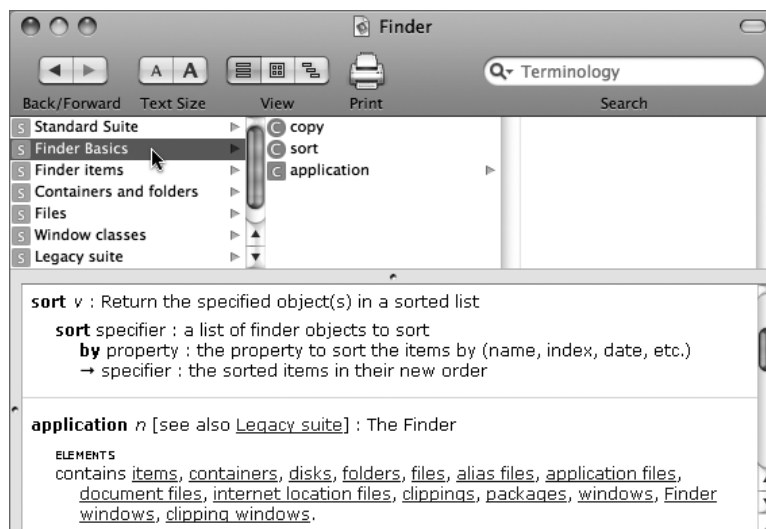 Finder
A A
Terminology
Back/Forward Text Size View Print Search
S Standard Suite
S Finder Basics
S Finder items
S Containers and folders
S Files
S Window classes
S Legacy suite
C copy
C sort
C application
sort v : Return the specified object(s) in a sorted list
sort specifier : a list of finder objects to sort
by property : the property to sort the items by (name, index, date, etc.)
→ specifier : the sorted items in their new order
application n [see also Legacy suite] : The Finder
ELEMENTS
contains items, containers, disks, folders, files, alias files, application files,
document files, internet location files, clippings, packages, windows, Finder
windows, clipping windows.